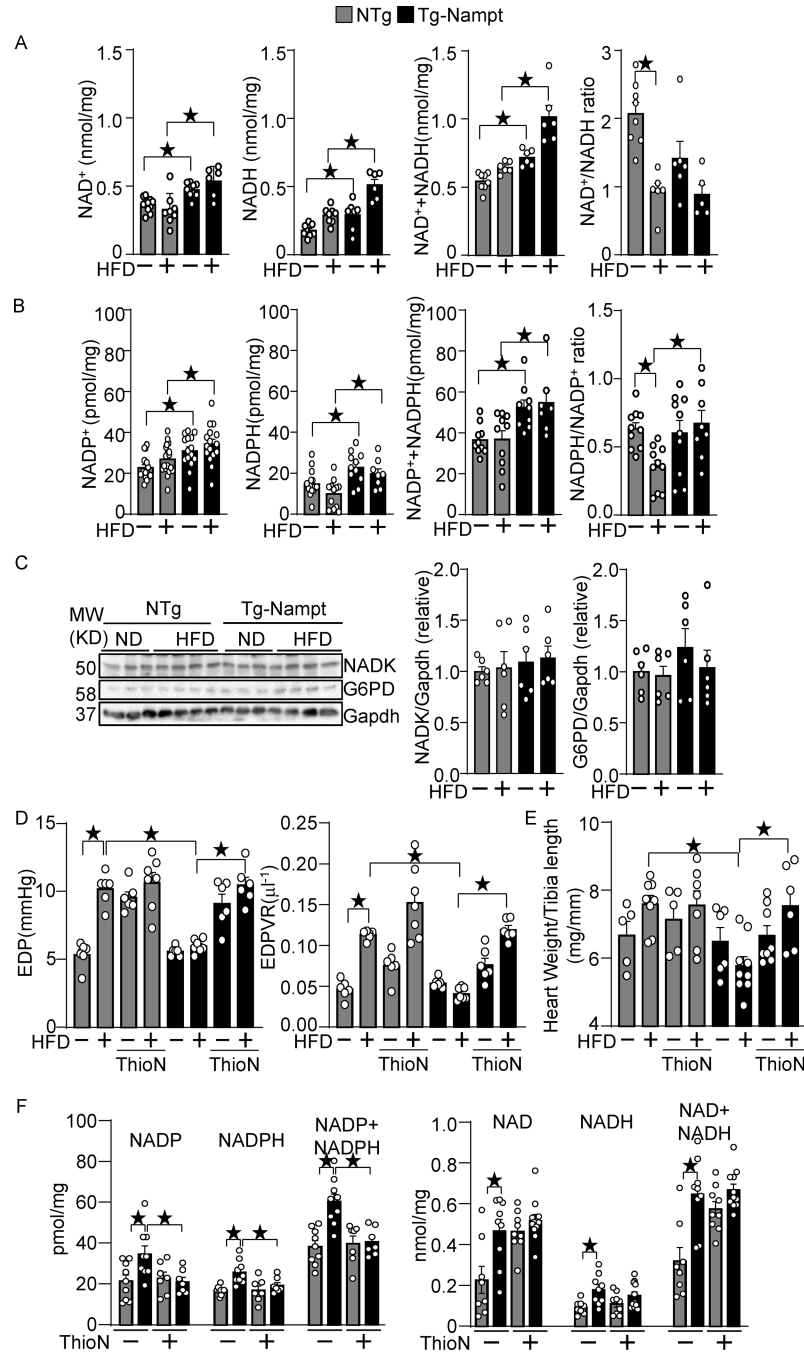 NTg Tg-Nampt
A
NAD⁺ (nmol/mg)
1.5
1.0
0.5
0
HFD − + − +
NADH (nmol/mg)
1.5
1.0
0.5
0
− + − +
NAD⁺+NADH(nmol/mg)
1.5
1.0
0.5
0.0
− + − +
NAD⁺/NADH ratio
3
2
1
0
− + − +
B
NADP⁺ (pmol/mg)
100
80
60
40
20
0
HFD − + − +
NADPH(pmol/mg)
100
80
60
40
20
0
HFD − + − +
NADP⁺+NADPH(pmol/mg)
100
80
60
40
20
0
HFD − + − +
NADPH/NADP⁺ ratio
1.5
1.0
0.5
0.0
HFD − + − +
C
MW
(KD)
NTg Tg-Nampt
ND HFD ND HFD
50 NADK
58 G6PD
37 Gapdh
NADK/Gapdh (relative)
2.0
1.5
1.0
0.5
0.0
HFD − + − +
G6PD/Gapdh (relative)
2.0
1.5
1.0
0.5
0.0
HFD − + − +
D
EDP(mmHg)
15
10
5
0
HFD − + − + − + − +
ThioN ThioN
EDPVR(µl⁻¹)
0.25
0.20
0.15
0.10
0.05
0.00
− + − + − + − +
ThioN ThioN
E
Heart Weight/Tibia length
(mg/mm)
10
8
6
4
HFD − + − + − + − +
ThioN ThioN
F
pmol/mg
100
80
60
40
20
0
NADP NADPH NADP+
NADPH
ThioN − + − + − +
nmol/mg
1.0
0.8
0.6
0.4
0.2
0
NAD NADH NAD+
NADH
ThioN − + − + − +